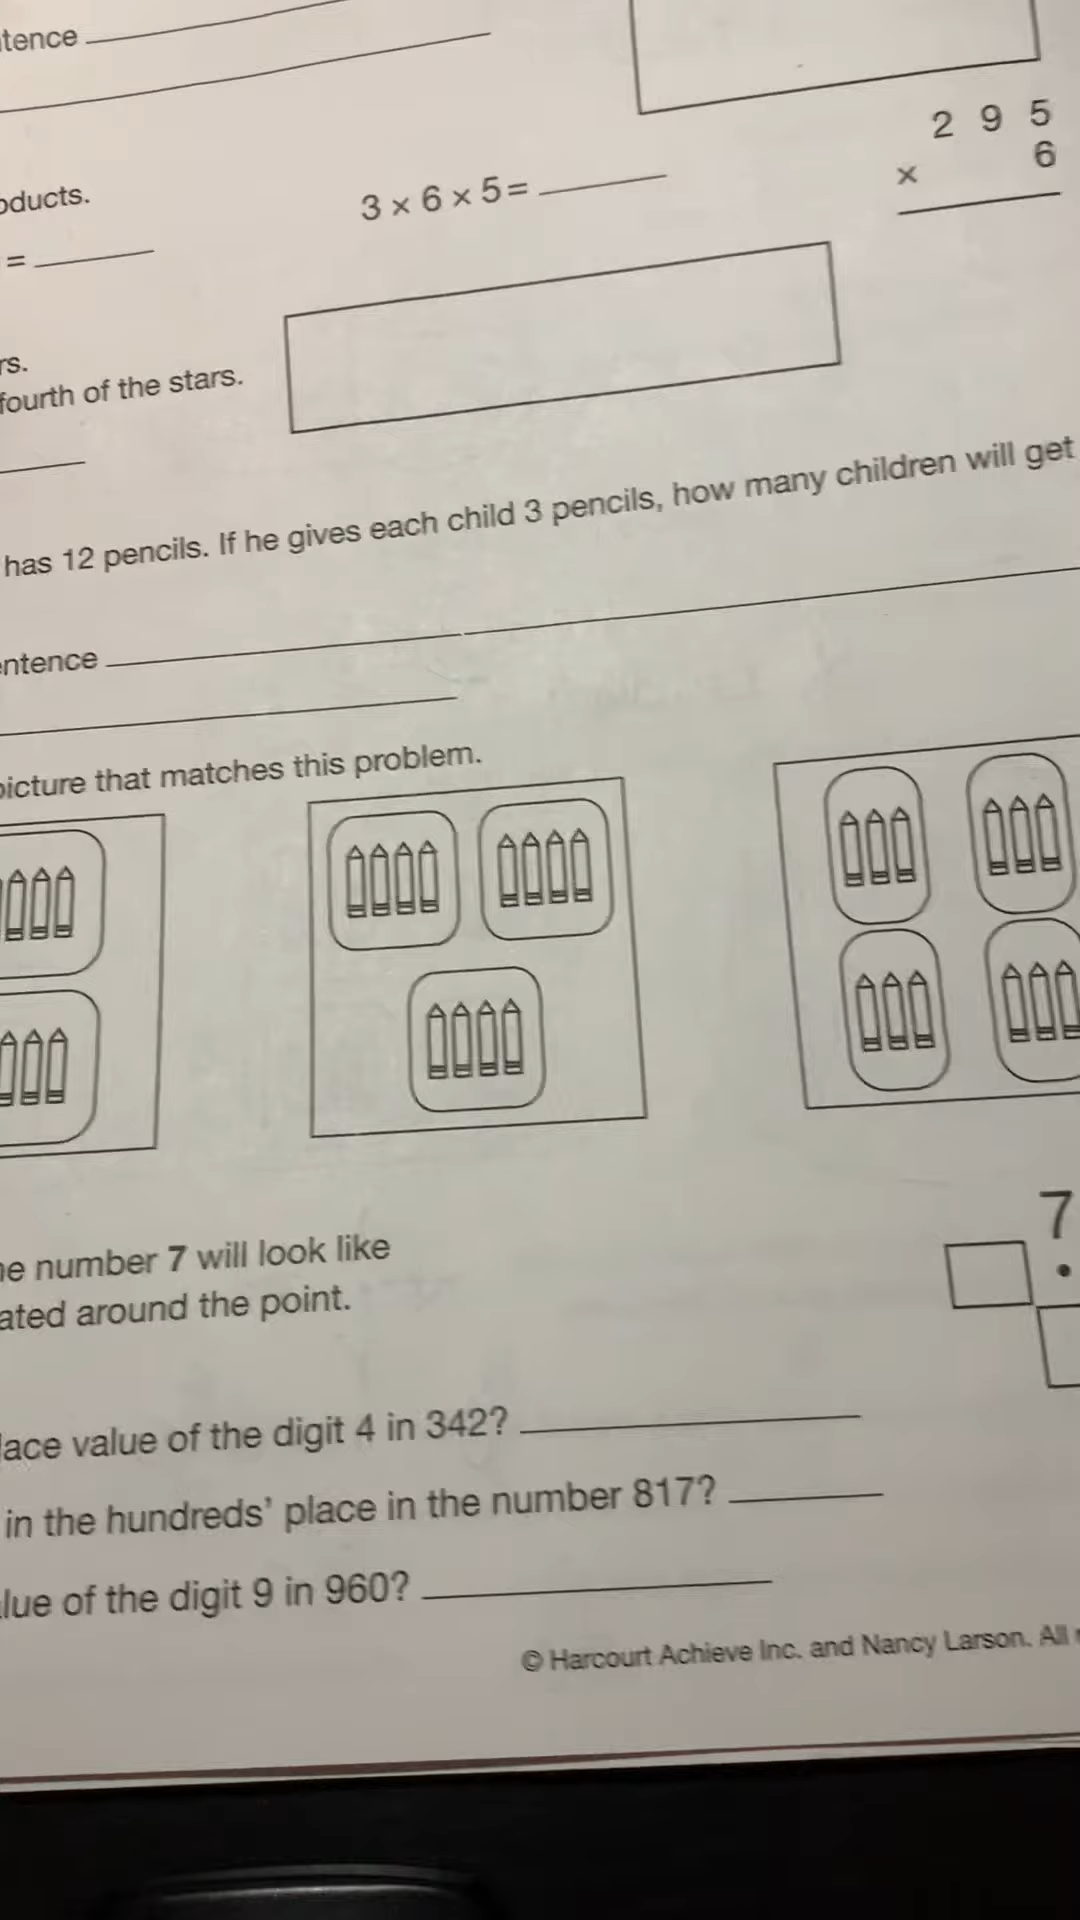 tence
2 9 5
× 6
oducts.
3 × 6 × 5 =
=
rs.
fourth of the stars.
has 12 pencils. If he gives each child 3 pencils, how many children will get
entence
picture that matches this problem.
7
he number 7 will look like
ated around the point.
lace value of the digit 4 in 342?
in the hundreds' place in the number 817?
lue of the digit 9 in 960?
© Harcourt Achieve Inc. and Nancy Larson. All